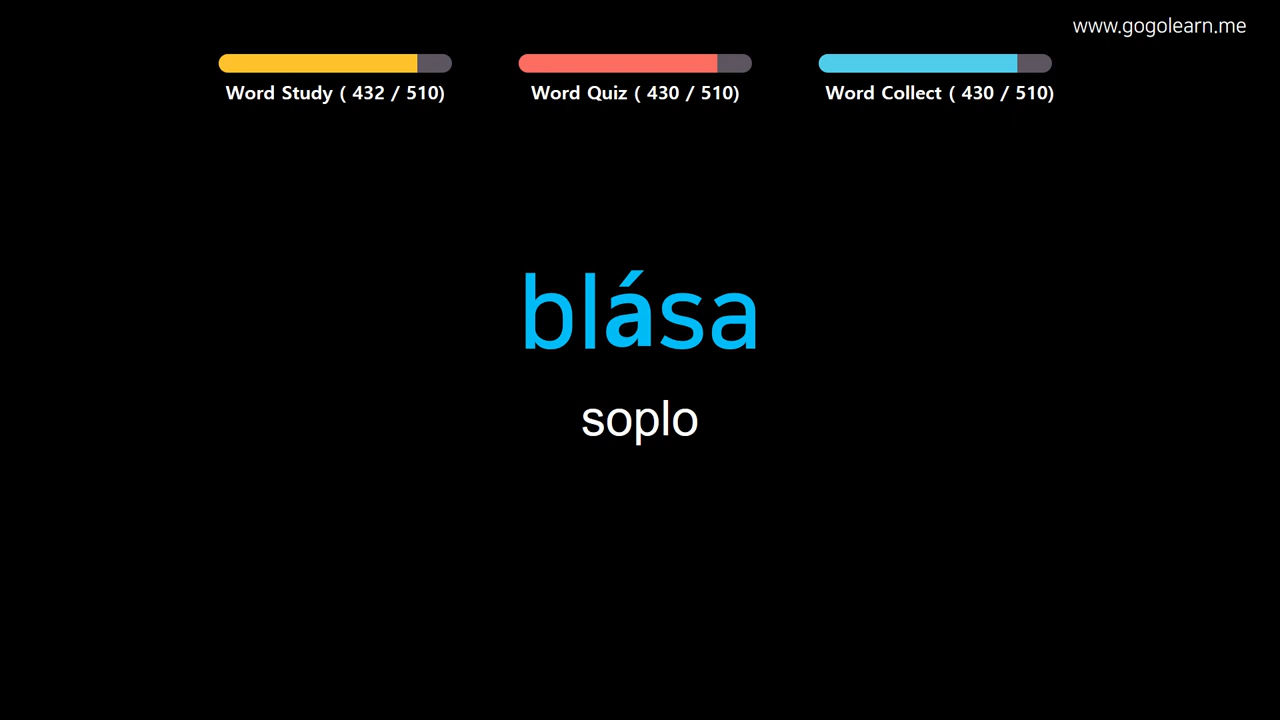 www.gogolearn.me
Word Study ( 432 / 510)
Word Quiz ( 430 / 510)
Word Collect ( 430 / 510)
blása
soplo